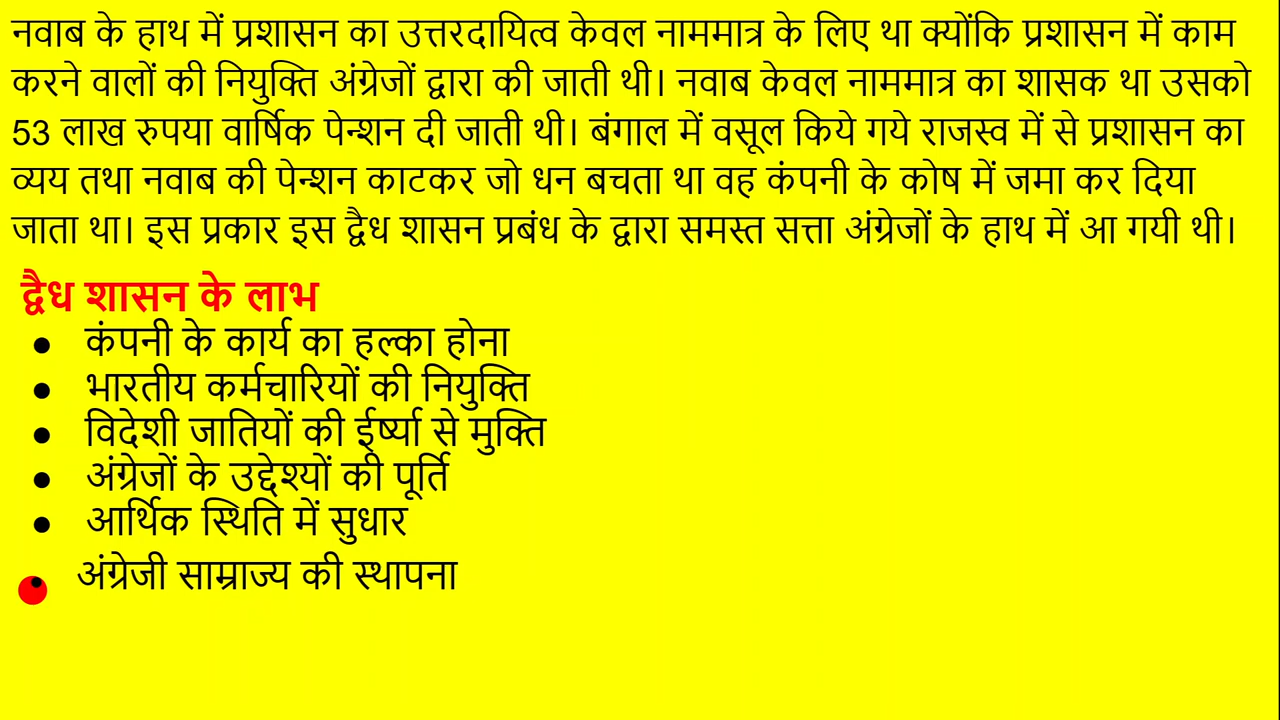 नवाब के हाथ में प्रशासन का उत्तरदायित्व केवल नाममात्र के लिए था क्योंकि प्रशासन में काम
करने वालों की नियुक्ति अंग्रेजों द्वारा की जाती थी। नवाब केवल नाममात्र का शासक था उसको
53 लाख रुपया वार्षिक पेन्शन दी जाती थी। बंगाल में वसूल किये गये राजस्व में से प्रशासन का
व्यय तथा नवाब की पेन्शन काटकर जो धन बचता था वह कंपनी के कोष में जमा कर दिया
जाता था। इस प्रकार इस द्वैध शासन प्रबंध के द्वारा समस्त सत्ता अंग्रेजों के हाथ में आ गयी थी।
द्वैध शासन के लाभ
● कंपनी के कार्य का हल्का होना
● भारतीय कर्मचारियों की नियुक्ति
● विदेशी जातियों की ईर्ष्या से मुक्ति
● अंग्रेजों के उद्देश्यों की पूर्ति
● आर्थिक स्थिति में सुधार
● अंग्रेजी साम्राज्य की स्थापना